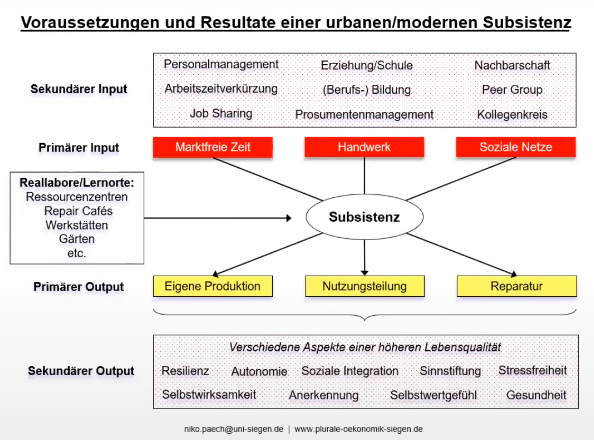 Voraussetzungen und Resultate einer urbanen/modernen Subsistenz
Sekundärer Input
Personalmanagement Erziehung/Schule Nachbarschaft
Arbeitszeitverkürzung (Berufs-) Bildung Peer Group
Job Sharing Prosumentenmanagement Kollegenkreis
Primärer Input
Marktfreie Zeit Handwerk Soziale Netze
Reallabore/Lernorte:
Ressourcenzentren
Repair Cafés
Werkstätten
Gärten
etc.
Subsistenz
Primärer Output
Eigene Produktion Nutzungsteilung Reparatur
Sekundärer Output
Verschiedene Aspekte einer höheren Lebensqualität
Resilienz Autonomie Soziale Integration Sinnstiftung Stressfreiheit
Selbstwirksamkeit Anerkennung Selbstwertgefühl Gesundheit
niko.paech@uni-siegen.de | www.plurale-oekonomik-siegen.de